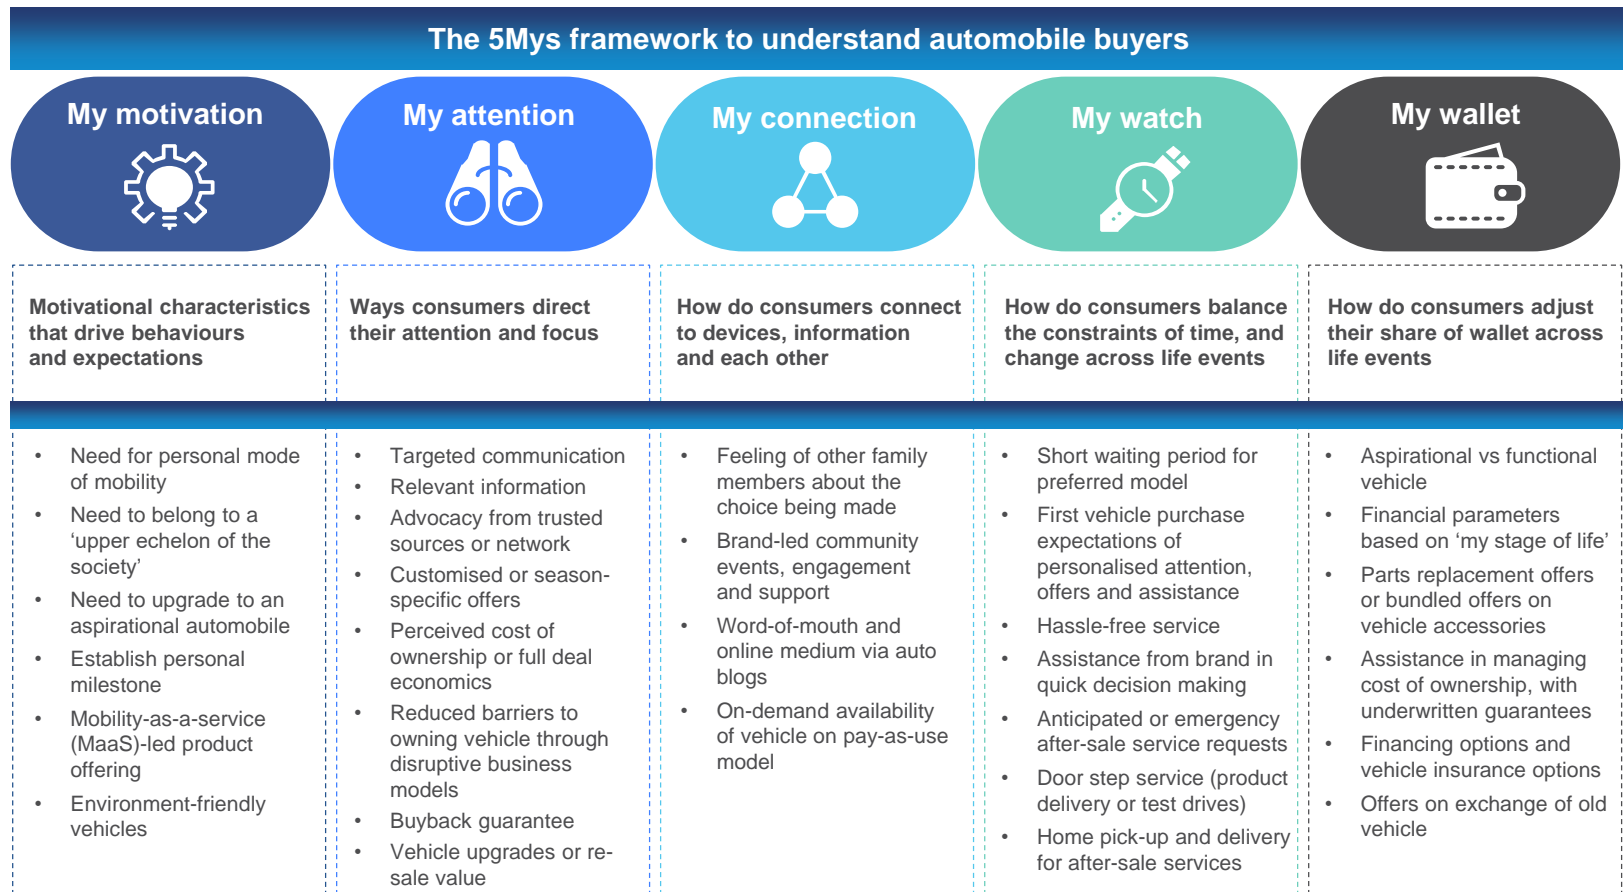 The 5Mys framework to understand automobile buyers
My motivation
My attention
My connection
My watch
My wallet
Motivational characteristics
that drive behaviours
and expectations
Ways consumers direct
their attention and focus
How do consumers connect
to devices, information
and each other
How do consumers balance
the constraints of time, and
change across life events
How do consumers adjust
their share of wallet across
life events
• Need for personal mode
of mobility
• Need to belong to a
‘upper echelon of the
society’
• Need to upgrade to an
aspirational automobile
• Establish personal
milestone
• Mobility-as-a-service
(MaaS)-led product
offering
• Environment-friendly
vehicles
• Targeted communication
• Relevant information
• Advocacy from trusted
sources or network
• Customised or season-
specific offers
• Perceived cost of
ownership or full deal
economics
• Reduced barriers to
owning vehicle through
disruptive business
models
• Buyback guarantee
• Vehicle upgrades or re-
sale value
• Feeling of other family
members about the
choice being made
• Brand-led community
events, engagement
and support
• Word-of-mouth and
online medium via auto
blogs
• On-demand availability
of vehicle on pay-as-use
model
• Short waiting period for
preferred model
• First vehicle purchase
expectations of
personalised attention,
offers and assistance
• Hassle-free service
• Assistance from brand in
quick decision making
• Anticipated or emergency
after-sale service requests
• Door step service (product
delivery or test drives)
• Home pick-up and delivery
for after-sale services
• Aspirational vs functional
vehicle
• Financial parameters
based on ‘my stage of life’
• Parts replacement offers
or bundled offers on
vehicle accessories
• Assistance in managing
cost of ownership, with
underwritten guarantees
• Financing options and
vehicle insurance options
• Offers on exchange of old
vehicle